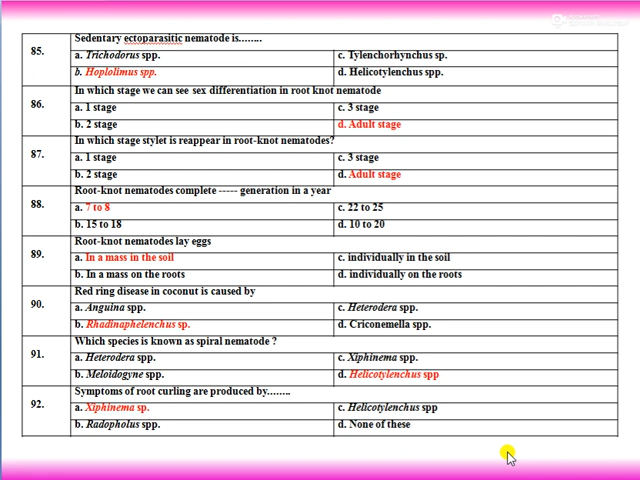 85.
Sedentary ectoparasitic nematode is........
a. Trichodorus spp.
c. Tylenchorhynchus sp.
b. Hoplolimus spp.
d. Helicotylenchus spp.
86.
In which stage we can see sex differentiation in root knot nematode
a. 1 stage
c. 3 stage
b. 2 stage
d. Adult stage
87.
In which stage stylet is reappear in root-knot nematodes?
a. 1 stage
c. 3 stage
b. 2 stage
d. Adult stage
88.
Root-knot nematodes complete ----- generation in a year
a. 7 to 8
c. 22 to 25
b. 15 to 18
d. 10 to 20
89.
Root-knot nematodes lay eggs
a. In a mass in the soil
c. individually in the soil
b. In a mass on the roots
d. individually on the roots
90.
Red ring disease in coconut is caused by
a. Anguina spp.
c. Heterodera spp.
b. Rhadinaphelenchus sp.
d. Criconemella spp.
91.
Which species is known as spiral nematode ?
a. Heterodera spp.
c. Xiphinema spp.
b. Meloidogyne spp.
d. Helicotylenchus spp
92.
Symptoms of root curling are produced by........
a. Xiphinema sp.
c. Helicotylenchus spp
b. Radopholus spp.
d. None of these